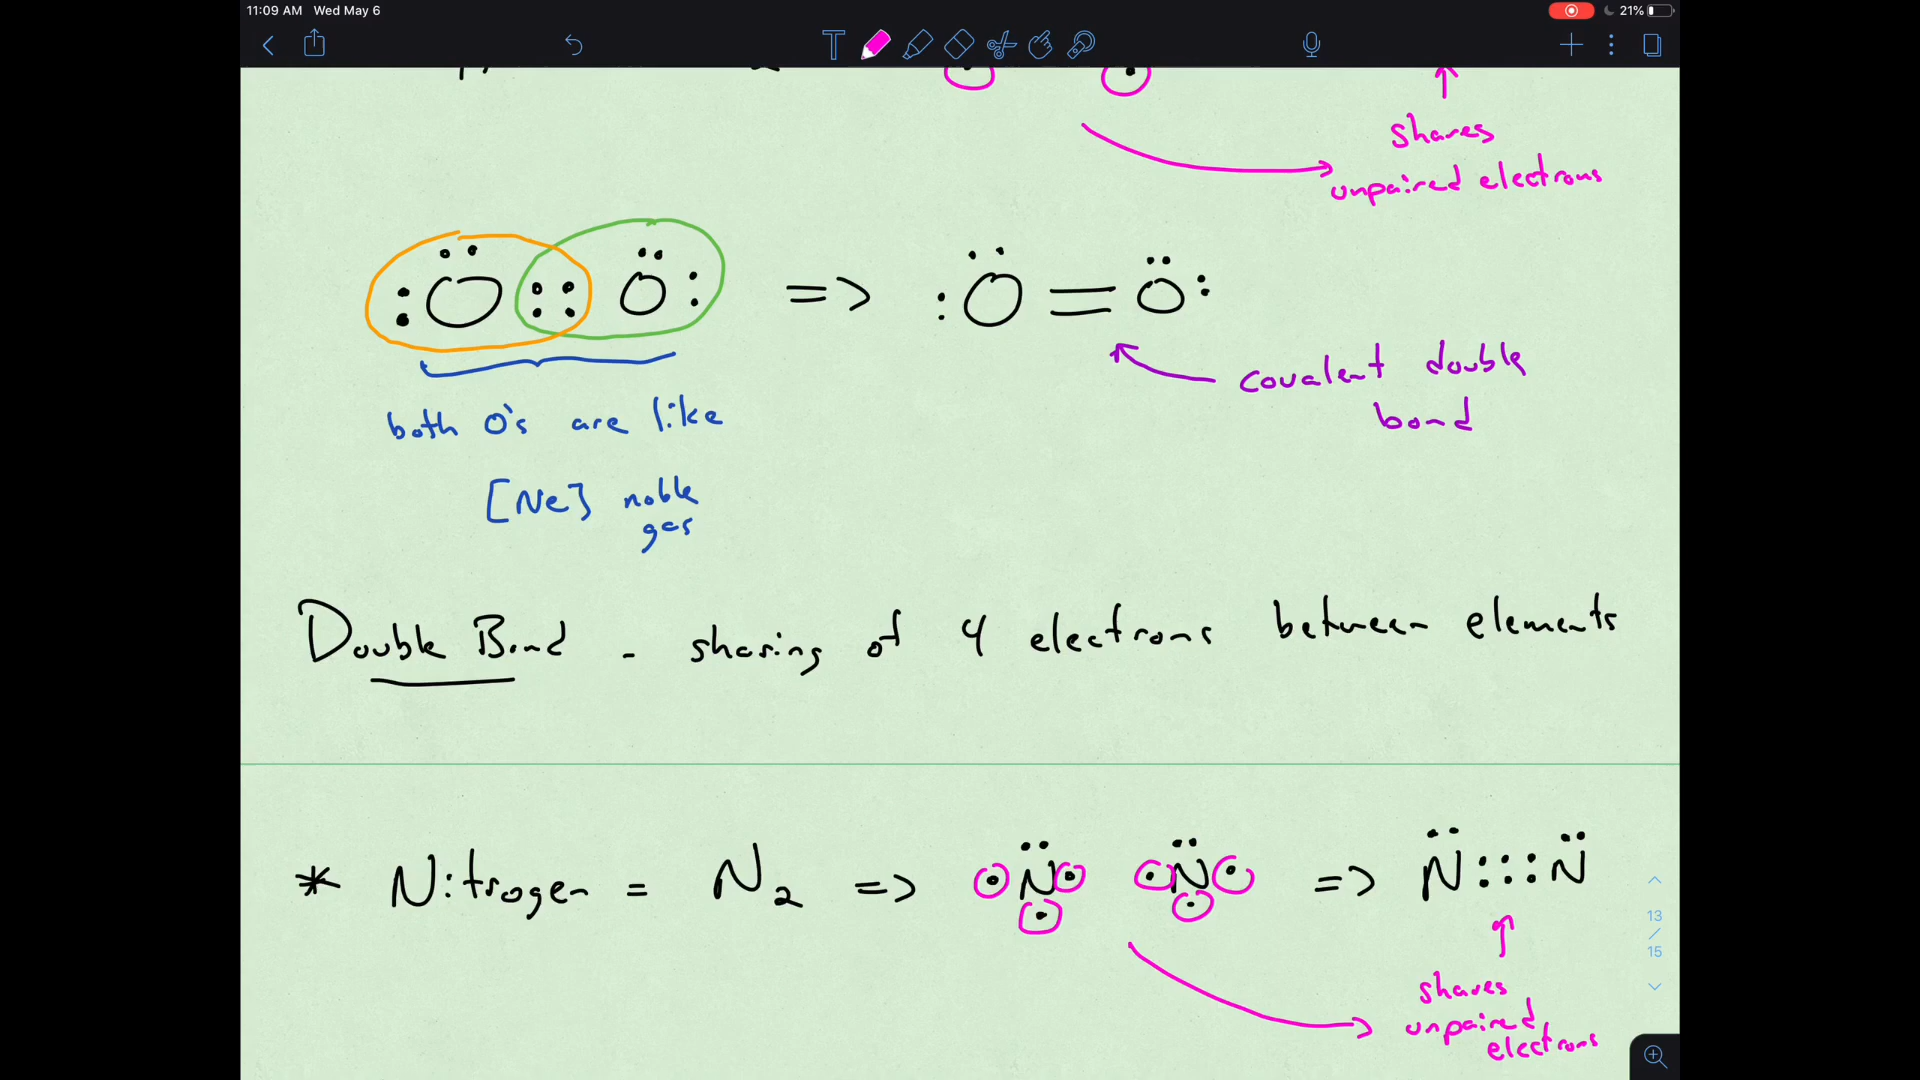 11:09 AM Wed May 6
21%
shares
unpaired electrons
:Ö::Ö: => :Ö=Ö:
covalent double
bond
both O's are like
[Ne] noble
gas
Double Bond - sharing of 4 electrons between elements
* Nitrogen = N₂ => N N => N:::N
13
/
15
shares
unpaired
electrons